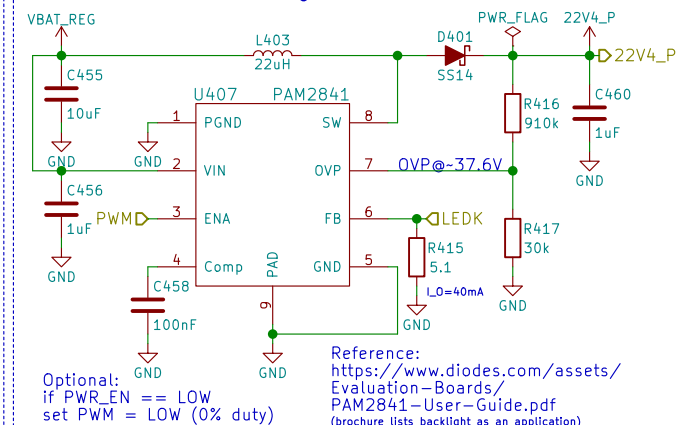 VBAT_REG
PWR_FLAG
22V4_P
L403
22uH
D401
SS14
22V4_P
C455
10uF
GND
U407
PAM2841
R416
910k
C460
1uF
GND
1
PGND
SW
8
GND
2
VIN
OVP
7
OVP@~37.6V
C456
1uF
GND
PWM
3
ENA
FB
6
LEDK
R417
30k
GND
R415
5.1
I_O=40mA
GND
4
Comp
PAD
GND
5
9
C458
100nF
GND
GND
Optional:
if PWR_EN == LOW
set PWM = LOW (0% duty)
Reference:
https://www.diodes.com/assets/
Evaluation-Boards/
PAM2841-User-Guide.pdf
(brochure lists backlight as an application)